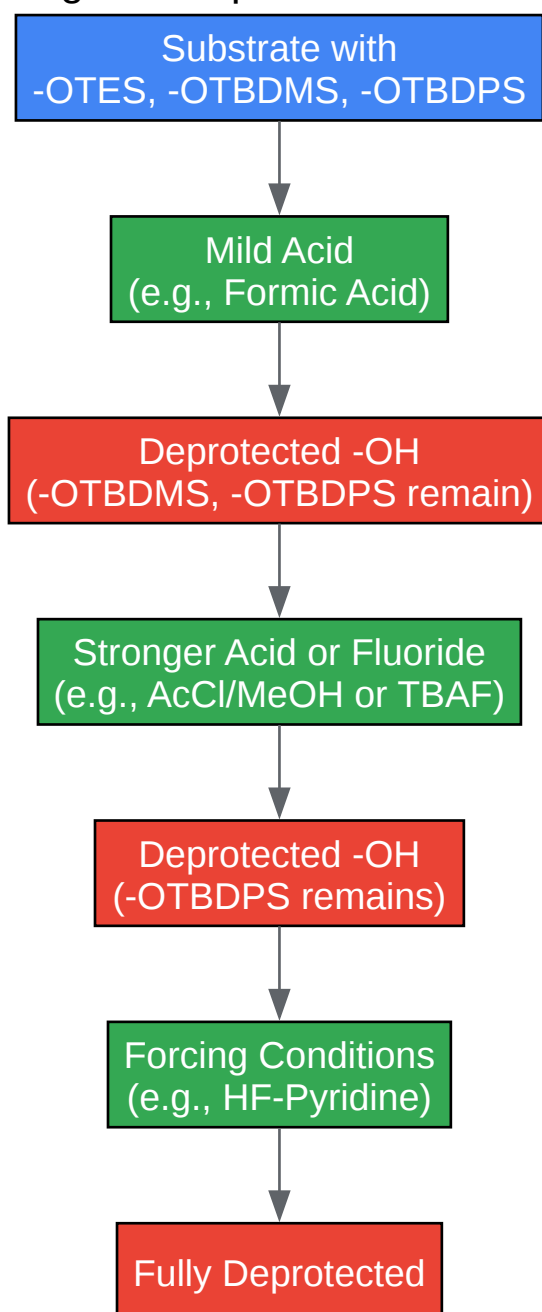 Substrate with
-OTES, -OTBDMS, -OTBDPS
Mild Acid
(e.g., Formic Acid)
Deprotected -OH
(-OTBDMS, -OTBDPS remain)
Stronger Acid or Fluoride
(e.g., AcCl/MeOH or TBAF)
Deprotected -OH
(-OTBDPS remains)
Forcing Conditions
(e.g., HF-Pyridine)
Fully Deprotected